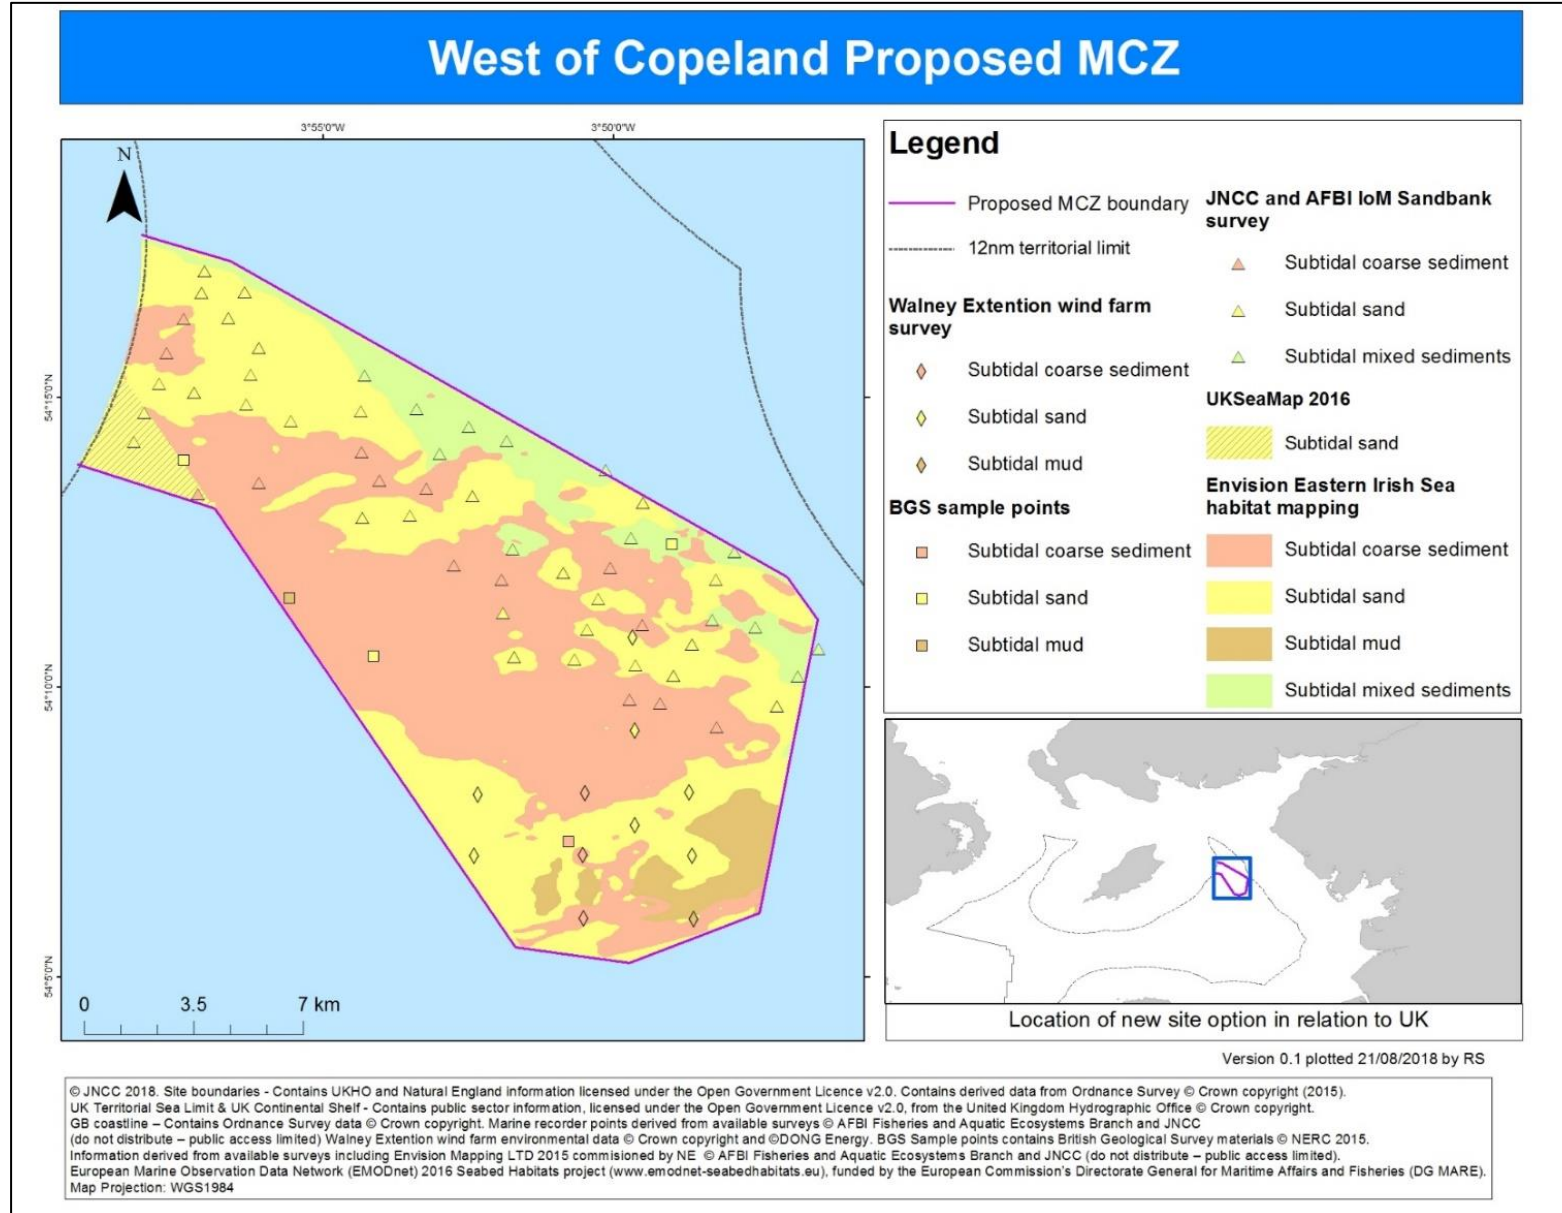 West of Copeland Proposed MCZ
3°55'0"W
3°50'0"W
N
54°15'0"N
54°10'0"N
54°5'0"N
0 3.5 7 km
Legend
Proposed MCZ boundary
12nm territorial limit
Walney Extention wind farm
survey
Subtidal coarse sediment
Subtidal sand
Subtidal mud
BGS sample points
Subtidal coarse sediment
Subtidal sand
Subtidal mud
JNCC and AFBI IoM Sandbank
survey
Subtidal coarse sediment
Subtidal sand
Subtidal mixed sediments
UKSeaMap 2016
Subtidal sand
Envision Eastern Irish Sea
habitat mapping
Subtidal coarse sediment
Subtidal sand
Subtidal mud
Subtidal mixed sediments
Location of new site option in relation to UK
Version 0.1 plotted 21/08/2018 by RS
© JNCC 2018. Site boundaries - Contains UKHO and Natural England information licensed under the Open Government Licence v2.0. Contains derived data from Ordnance Survey © Crown copyright (2015).
UK Territorial Sea Limit & UK Continental Shelf - Contains public sector information, licensed under the Open Government Licence v2.0, from the United Kingdom Hydrographic Office © Crown copyright.
GB coastline – Contains Ordnance Survey data © Crown copyright. Marine recorder points derived from available surveys © AFBI Fisheries and Aquatic Ecosystems Branch and JNCC
(do not distribute – public access limited) Walney Extention wind farm environmental data © Crown copyright and ©DONG Energy. BGS Sample points contains British Geological Survey materials © NERC 2015.
Information derived from available surveys including Envision Mapping LTD 2015 commisioned by NE © AFBI Fisheries and Aquatic Ecosystems Branch and JNCC (do not distribute – public access limited).
European Marine Observation Data Network (EMODnet) 2016 Seabed Habitats project (www.emodnet-seabedhabitats.eu), funded by the European Commission's Directorate General for Maritime Affairs and Fisheries (DG MARE).
Map Projection: WGS1984